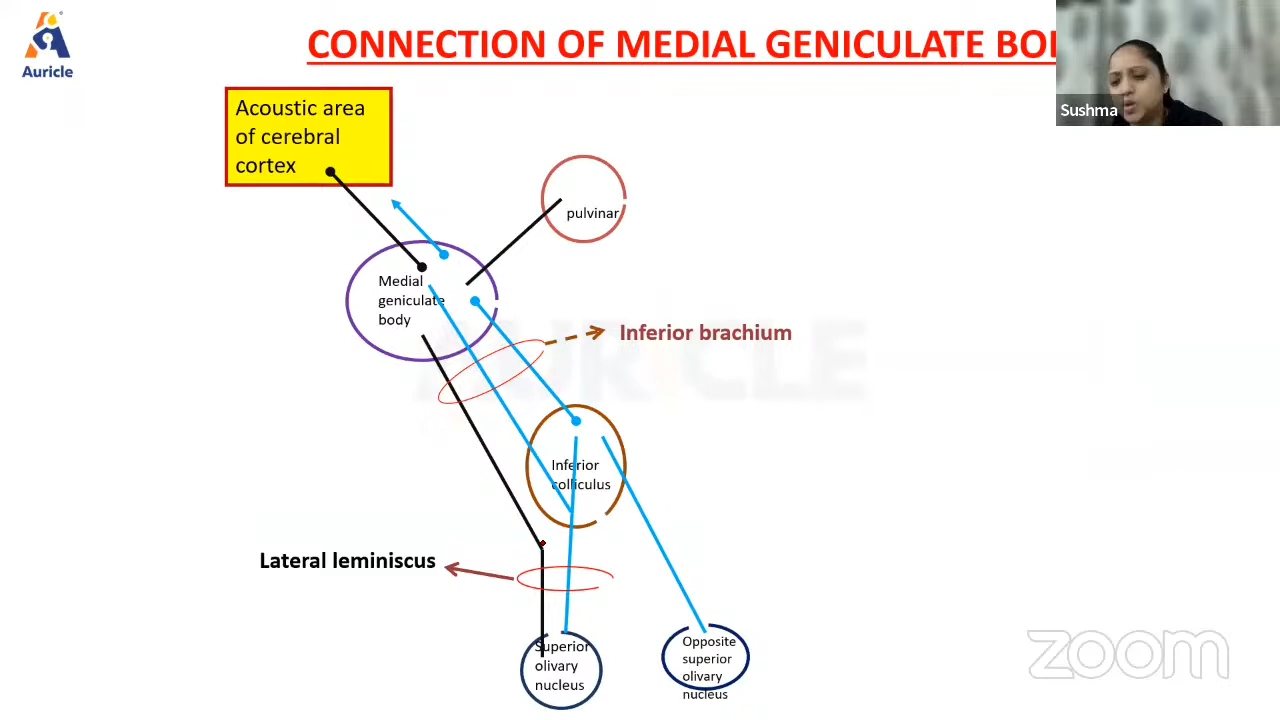 Auricle
CONNECTION OF MEDIAL GENICULATE
Sushma
Acoustic area
of cerebral
cortex
pulvinar
Medial
geniculate
body
Inferior brachium
AURICLE
Inferior
colliculus
Lateral leminiscus
Superior
olivary
nucleus
Opposite
superior
olivary
nucleus
zoom